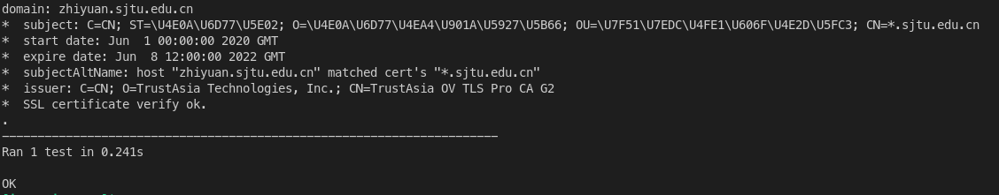 domain: zhiyuan.sjtu.edu.cn
*  subject: C=CN; ST=\U4E0A\U6D77\U5E02; O=\U4E0A\U6D77\U4EA4\U901A\U5927\U5B66; OU=\U7F51\U7EDC\U4FE1\U606F\U4E2D\U5FC3; CN=*.sjtu.edu.cn
*  start date: Jun  1 00:00:00 2020 GMT
*  expire date: Jun  8 12:00:00 2022 GMT
*  subjectAltName: host "zhiyuan.sjtu.edu.cn" matched cert's "*.sjtu.edu.cn"
*  issuer: C=CN; O=TrustAsia Technologies, Inc.; CN=TrustAsia OV TLS Pro CA G2
*  SSL certificate verify ok.
.
----------------------------------------------------------------------
Ran 1 test in 0.241s
OK